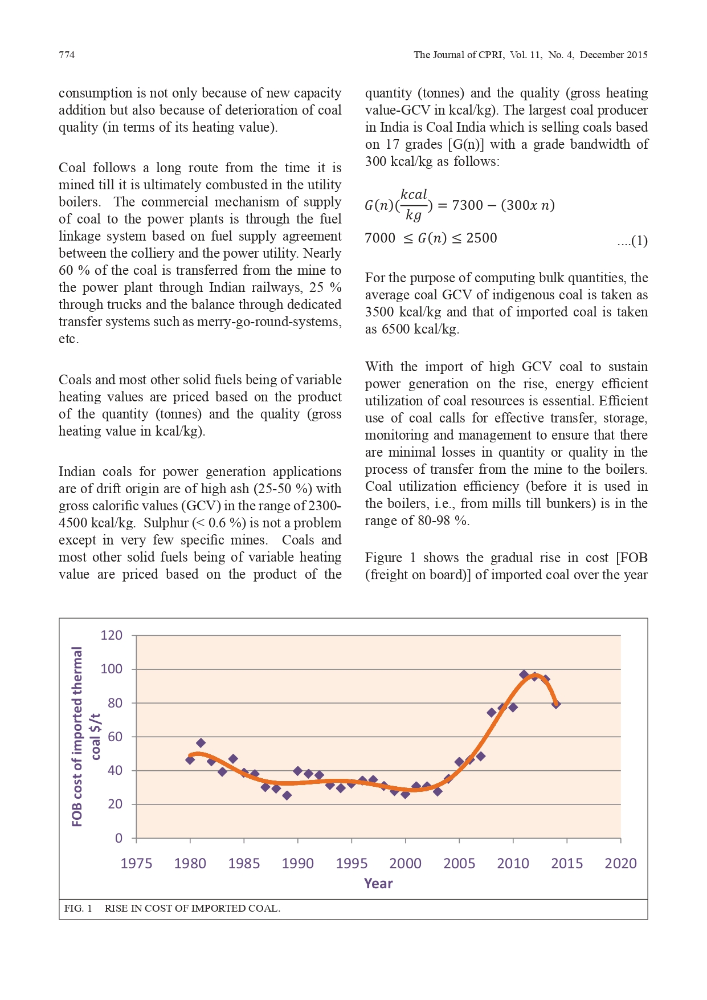 774
The Journal of CPRI, Vol. 11, No. 4, December 2015
consumption is not only because of new capacity
addition but also because of deterioration of coal
quality (in terms of its heating value).
Coal follows a long route from the time it is
mined till it is ultimately combusted in the utility
boilers. The commercial mechanism of supply
of coal to the power plants is through the fuel
linkage system based on fuel supply agreement
between the colliery and the power utility. Nearly
60 % of the coal is transferred from the mine to
the power plant through Indian railways, 25 %
through trucks and the balance through dedicated
transfer systems such as merry-go-round-systems,
etc.
Coals and most other solid fuels being of variable
heating values are priced based on the product
of the quantity (tonnes) and the quality (gross
heating value in kcal/kg).
Indian coals for power generation applications
are of drift origin are of high ash (25-50 %) with
gross calorific values (GCV) in the range of 2300-
4500 kcal/kg. Sulphur (< 0.6 %) is not a problem
except in very few specific mines. Coals and
most other solid fuels being of variable heating
value are priced based on the product of the
quantity (tonnes) and the quality (gross heating
value-GCV in kcal/kg). The largest coal producer
in India is Coal India which is selling coals based
on 17 grades [G(n)] with a grade bandwidth of
300 kcal/kg as follows:
G(n)(kcal/kg) = 7300 − (300x n)
7000 ≤ G(n) ≤ 2500 ....(1)
For the purpose of computing bulk quantities, the
average coal GCV of indigenous coal is taken as
3500 kcal/kg and that of imported coal is taken
as 6500 kcal/kg.
With the import of high GCV coal to sustain
power generation on the rise, energy efficient
utilization of coal resources is essential. Efficient
use of coal calls for effective transfer, storage,
monitoring and management to ensure that there
are minimal losses in quantity or quality in the
process of transfer from the mine to the boilers.
Coal utilization efficiency (before it is used in
the boilers, i.e., from mills till bunkers) is in the
range of 80-98 %.
Figure 1 shows the gradual rise in cost [FOB
(freight on board)] of imported coal over the year
FOB cost of imported thermal
coal $/t
120
100
80
60
40
20
0
1975 1980 1985 1990 1995 2000 2005 2010 2015 2020
Year
FIG. 1 RISE IN COST OF IMPORTED COAL.